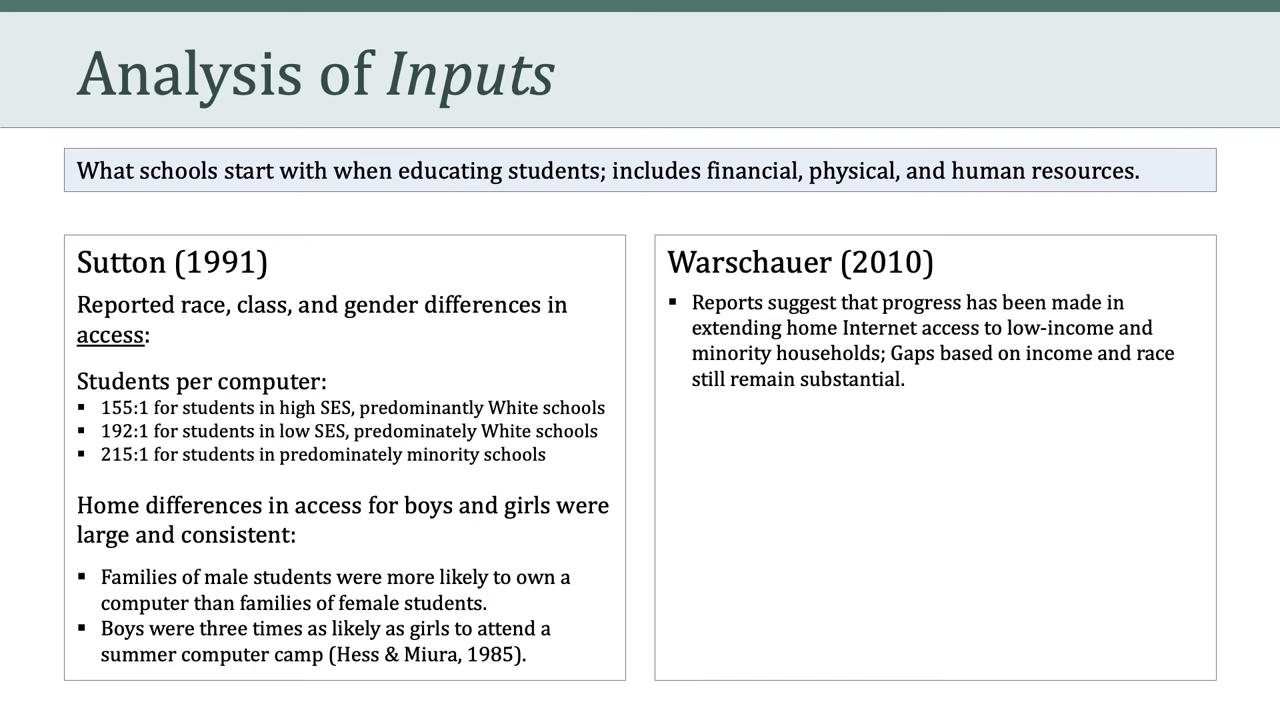 Analysis of Inputs
What schools start with when educating students; includes financial, physical, and human resources.
Sutton (1991)
Reported race, class, and gender differences in
access:
Students per computer:
▪ 155:1 for students in high SES, predominantly White schools
▪ 192:1 for students in low SES, predominately White schools
▪ 215:1 for students in predominately minority schools
Home differences in access for boys and girls were
large and consistent:
▪ Families of male students were more likely to own a
computer than families of female students.
▪ Boys were three times as likely as girls to attend a
summer computer camp (Hess & Miura, 1985).
Warschauer (2010)
▪ Reports suggest that progress has been made in
extending home Internet access to low-income and
minority households; Gaps based on income and race
still remain substantial.